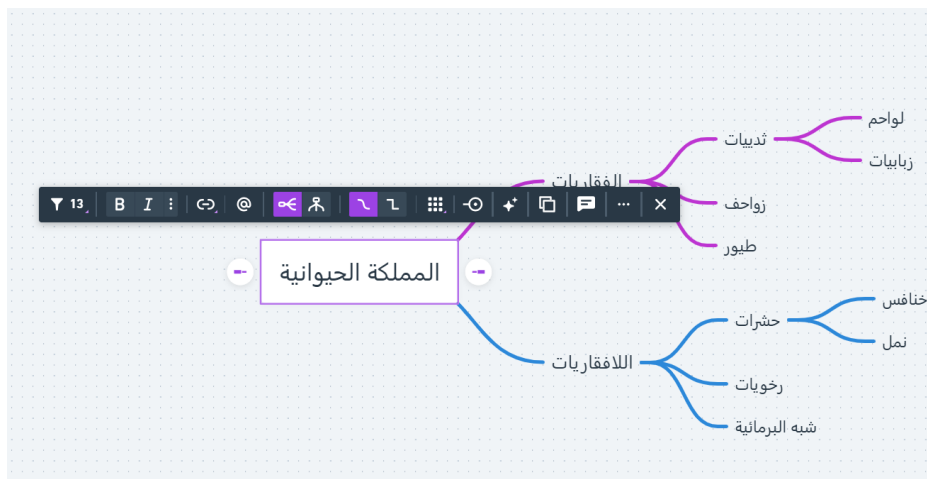 لواحم
ثدييات
زبابيات
الفقاريات
زواحف
طيور
13
B
I
@
المملكة الحيوانية
خنافس
حشرات
نمل
اللافقاريات
رخويات
شبه البرمائية